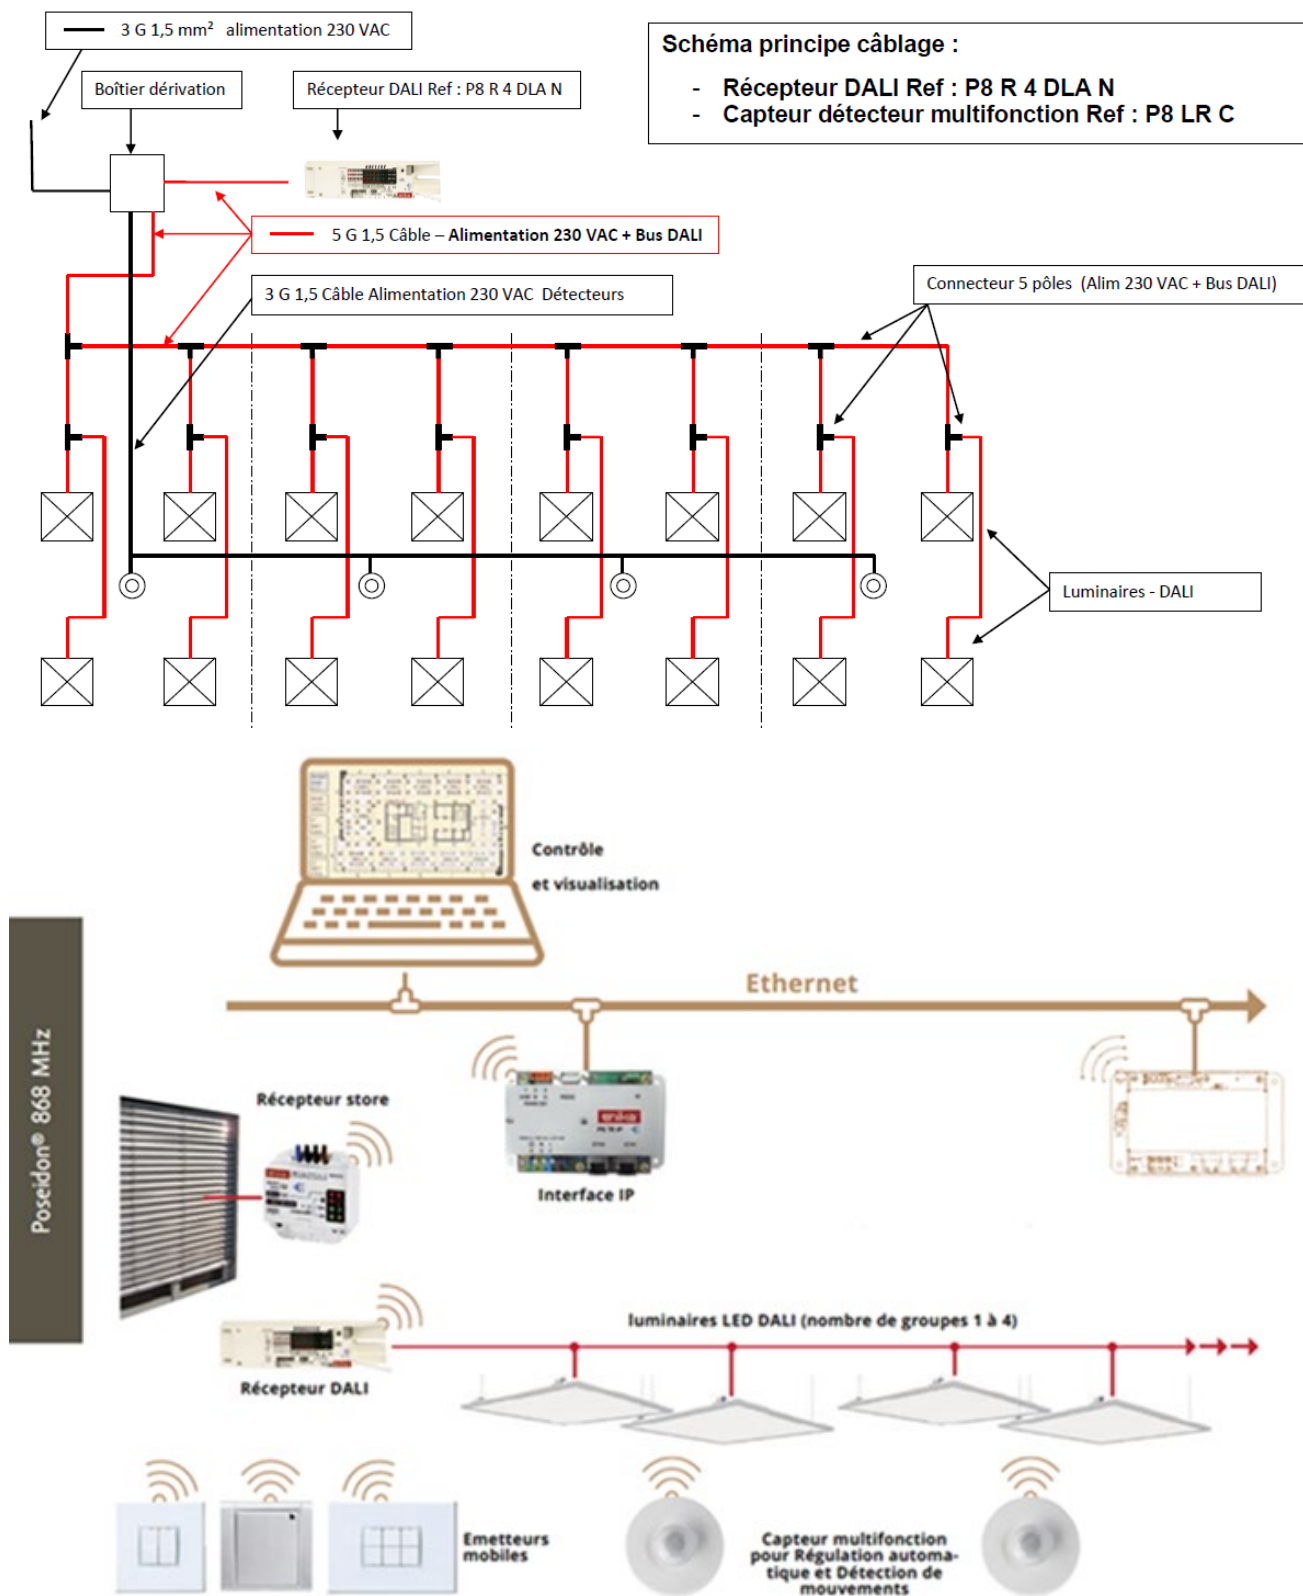 3 G 1,5 mm² alimentation 230 VAC
Schéma principe câblage :
- Récepteur DALI Ref : P8 R 4 DLA N
- Capteur détecteur multifonction Ref : P8 LR C
Boîtier dérivation
Récepteur DALI Ref : P8 R 4 DLA N
5 G 1,5 Câble – Alimentation 230 VAC + Bus DALI
3 G 1,5 Câble Alimentation 230 VAC Détecteurs
Connecteur 5 pôles (Alim 230 VAC + Bus DALI)
Luminaires - DALI
Contrôle
et visualisation
Ethernet
Poseidon® 868 MHz
Récepteur store
Interface IP
luminaires LED DALI (nombre de groupes 1 à 4)
Récepteur DALI
Emetteurs
mobiles
Capteur multifonction
pour Régulation automa-
tique et Détection de
mouvements